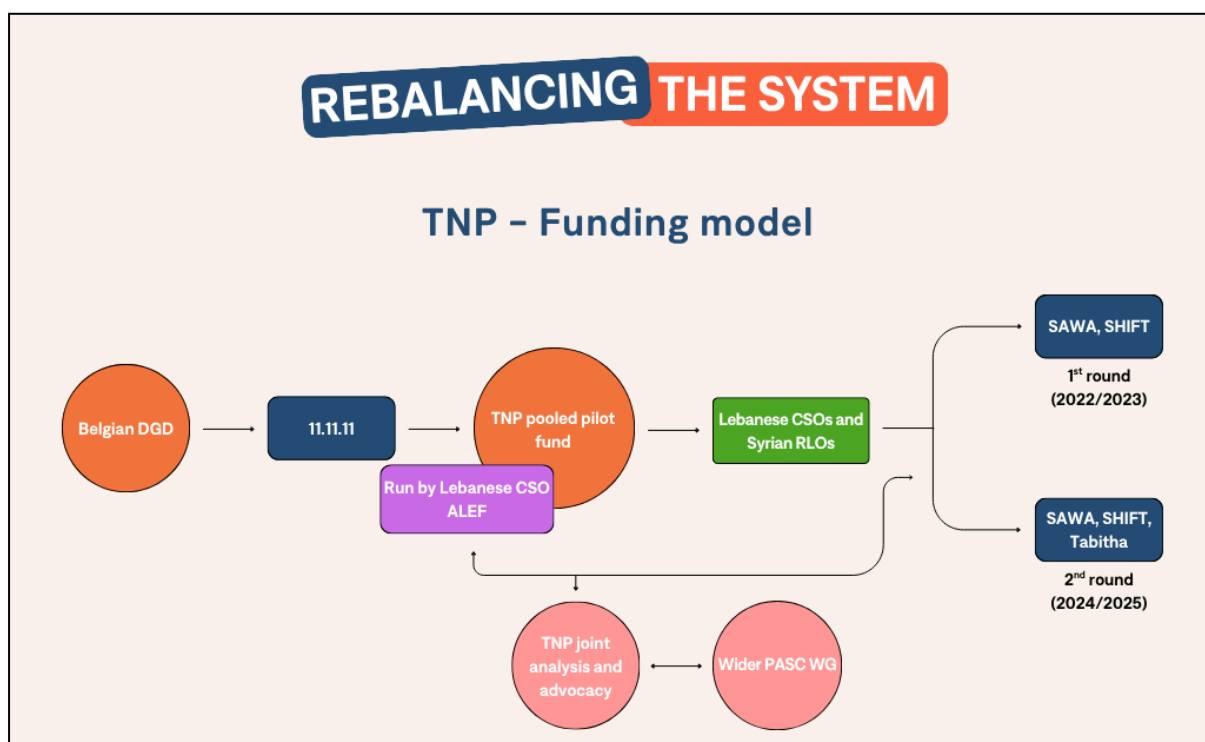 REBALANCING THE SYSTEM
TNP – Funding model
Belgian DGD
11.11.11
TNP pooled pilot
fund
Run by Lebanese CSO
ALEF
Lebanese CSOs and
Syrian RLOs
SAWA, SHIFT
1st round
(2022/2023)
SAWA, SHIFT,
Tabitha
2nd round
(2024/2025)
TNP joint
analysis and
advocacy
Wider PASC WG